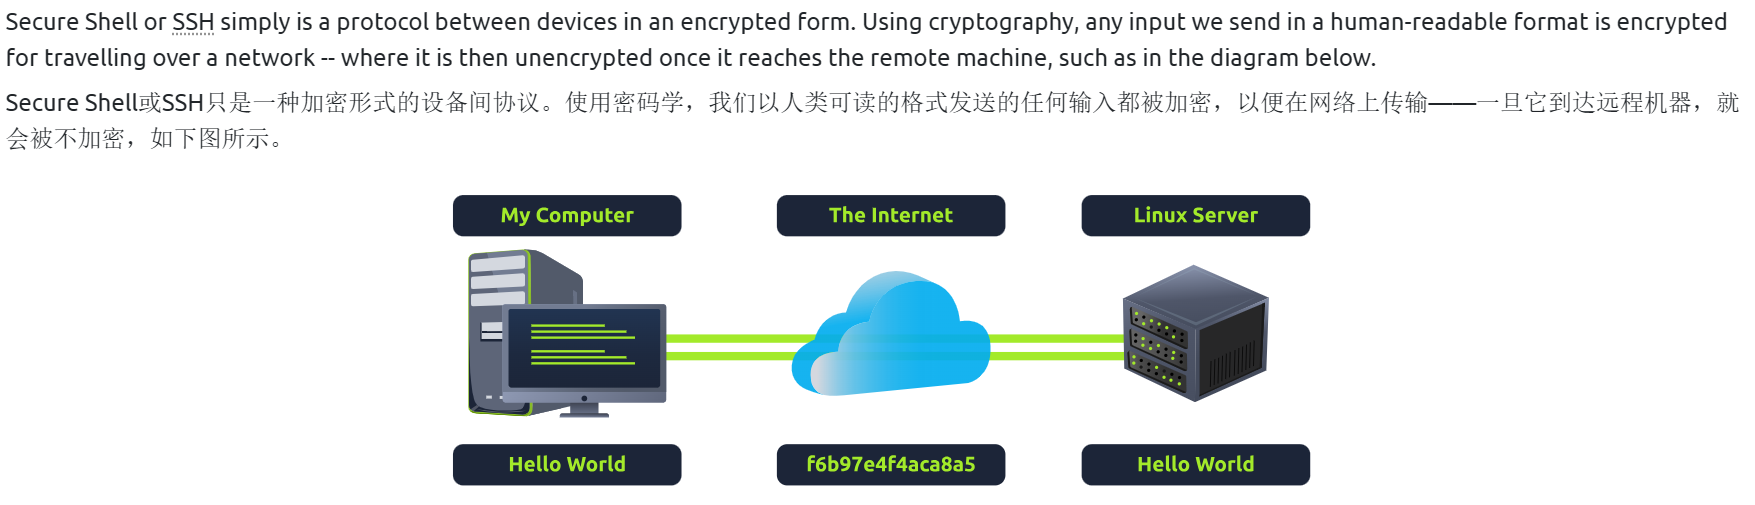 Secure Shell or SSH simply is a protocol between devices in an encrypted form. Using cryptography, any input we send in a human-readable format is encrypted
for travelling over a network -- where it is then unencrypted once it reaches the remote machine, such as in the diagram below.
Secure Shell或SSH只是一种加密形式的设备间协议。使用密码学，我们以人类可读的格式发送的任何输入都被加密，以便在网络上传输——一旦它到达远程机器，就
会被不加密，如下图所示。
My Computer
The Internet
Linux Server
Hello World
f6b97e4f4aca8a5
Hello World